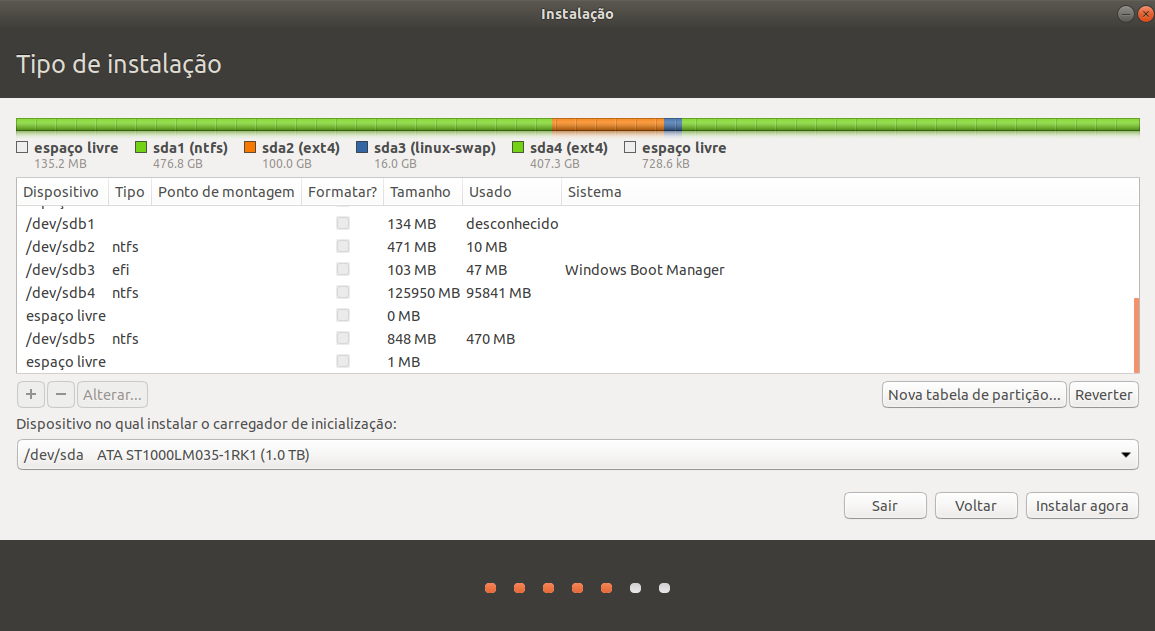 Instalação
Tipo de instalação
espaço livre sda1 (ntfs) sda2 (ext4) sda3 (linux-swap) sda4 (ext4) espaço livre
135.2 MB 476.8 GB 100.0 GB 16.0 GB 407.3 GB 728.6 kB
Dispositivo Tipo Ponto de montagem Formatar? Tamanho Usado Sistema
/dev/sdb1 134 MB desconhecido
/dev/sdb2 ntfs 471 MB 10 MB
/dev/sdb3 efi 103 MB 47 MB Windows Boot Manager
/dev/sdb4 ntfs 125950 MB 95841 MB
espaço livre 0 MB
/dev/sdb5 ntfs 848 MB 470 MB
espaço livre 1 MB
+ − Alterar... Nova tabela de partição... Reverter
Dispositivo no qual instalar o carregador de inicialização:
/dev/sda ATA ST1000LM035-1RK1 (1.0 TB)
Sair Voltar Instalar agora